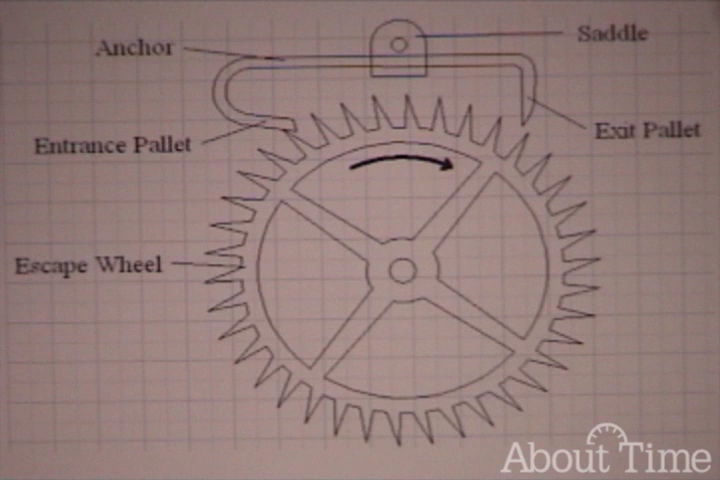 Anchor
Saddle
Entrance Pallet
Exit Pallet
Escape Wheel
About Time